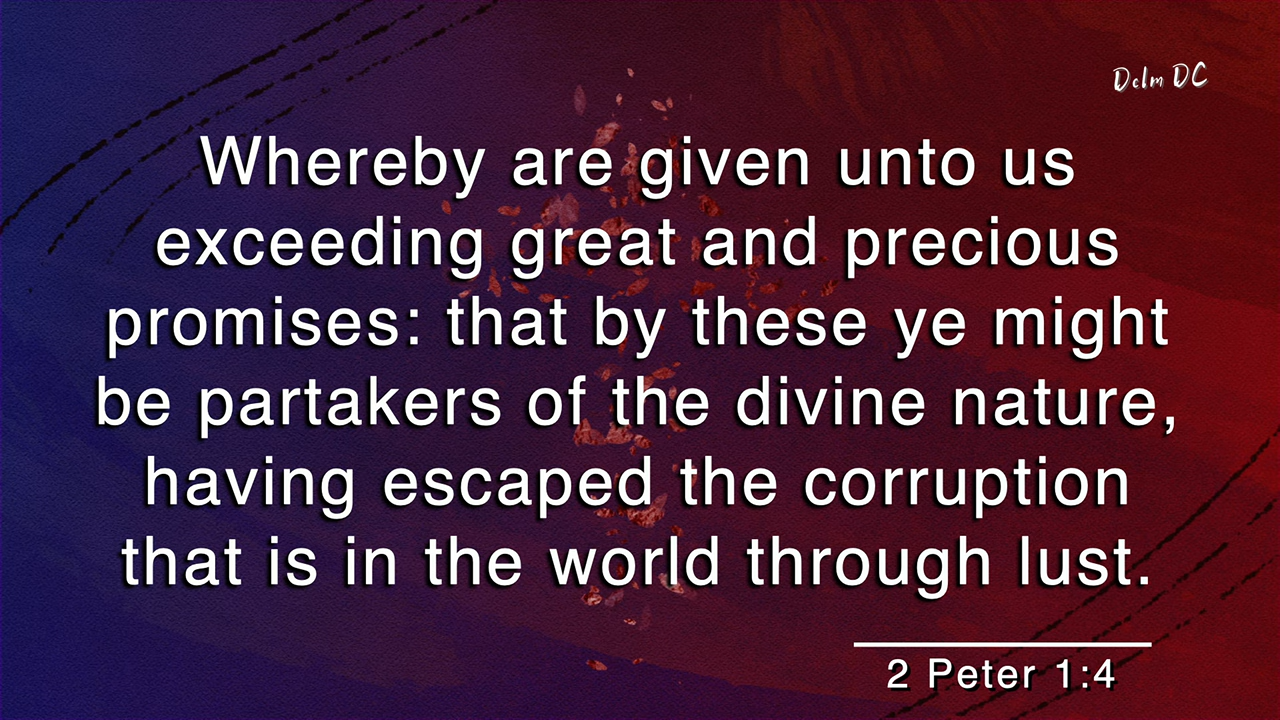 Dclm DC
Whereby are given unto us
exceeding great and precious
promises: that by these ye might
be partakers of the divine nature,
having escaped the corruption
that is in the world through lust.
2 Peter 1:4